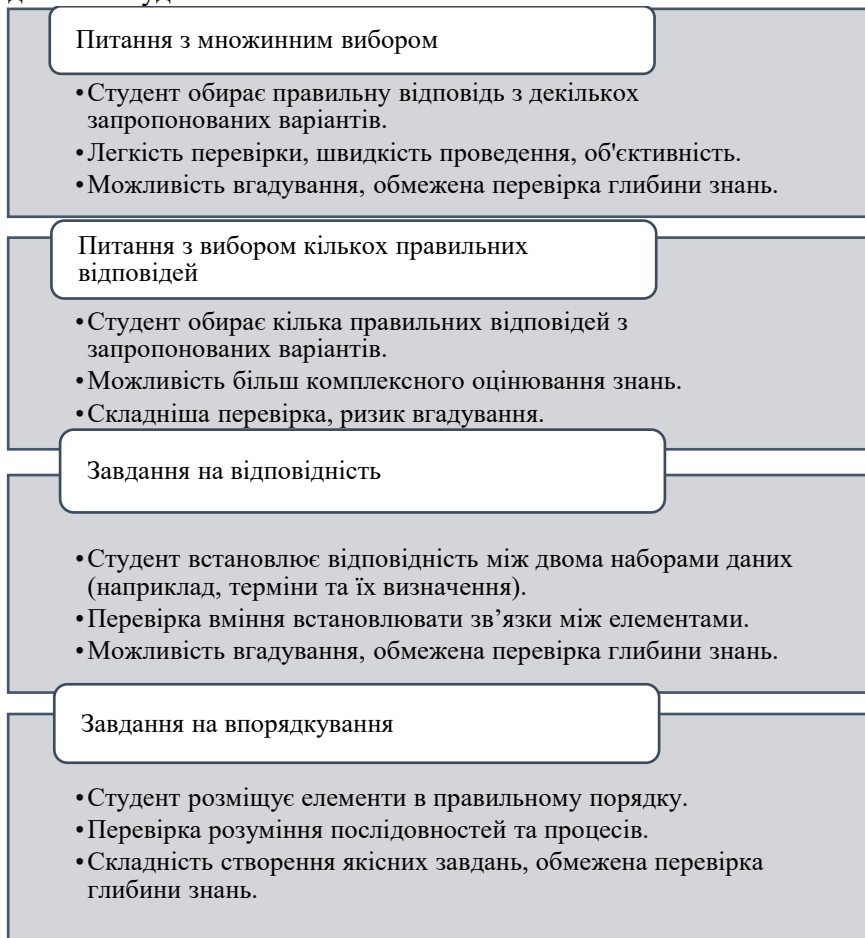 Питання з множинним вибором
•Студент обирає правильну відповідь з декількох
запропонованих варіантів.
•Легкість перевірки, швидкість проведення, об'єктивність.
•Можливість вгадування, обмежена перевірка глибини знань.
Питання з вибором кількох правильних
відповідей
•Студент обирає кілька правильних відповідей з
запропонованих варіантів.
•Можливість більш комплексного оцінювання знань.
•Складніша перевірка, ризик вгадування.
Завдання на відповідність
•Студент встановлює відповідність між двома наборами даних
(наприклад, терміни та їх визначення).
•Перевірка вміння встановлювати зв’язки між елементами.
•Можливість вгадування, обмежена перевірка глибини знань.
Завдання на впорядкування
•Студент розміщує елементи в правильному порядку.
•Перевірка розуміння послідовностей та процесів.
•Складність створення якісних завдань, обмежена перевірка
глибини знань.